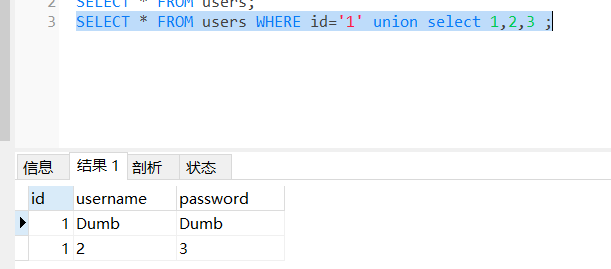 2 SELECT * FROM users;
3 SELECT * FROM users WHERE id='1' union select 1,2,3 ;
信息 结果 1 剖析 状态
id username password
1 Dumb Dumb
1 2 3